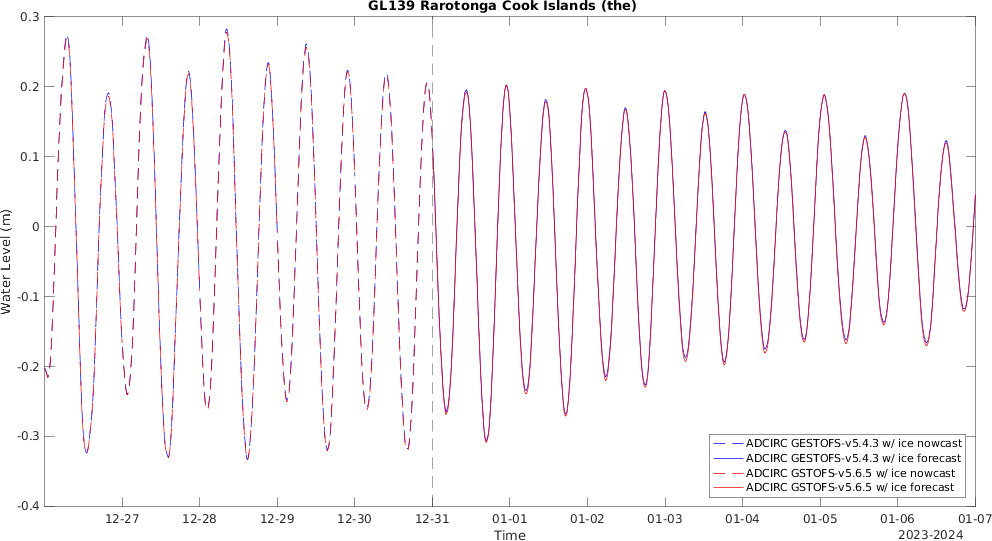 GL139 Rarotonga Cook Islands (the)
0.3
0.2
0.1
0
-0.1
-0.2
-0.3
-0.4
Water Level (m)
ADCIRC GESTOFS-v5.4.3 w/ ice nowcast
ADCIRC GESTOFS-v5.4.3 w/ ice forecast
ADCIRC GSTOFS-v5.6.5 w/ ice nowcast
ADCIRC GSTOFS-v5.6.5 w/ ice forecast
12-27 12-28 12-29 12-30 12-31 01-01 01-02 01-03 01-04 01-05 01-06 01-07
Time
2023-2024